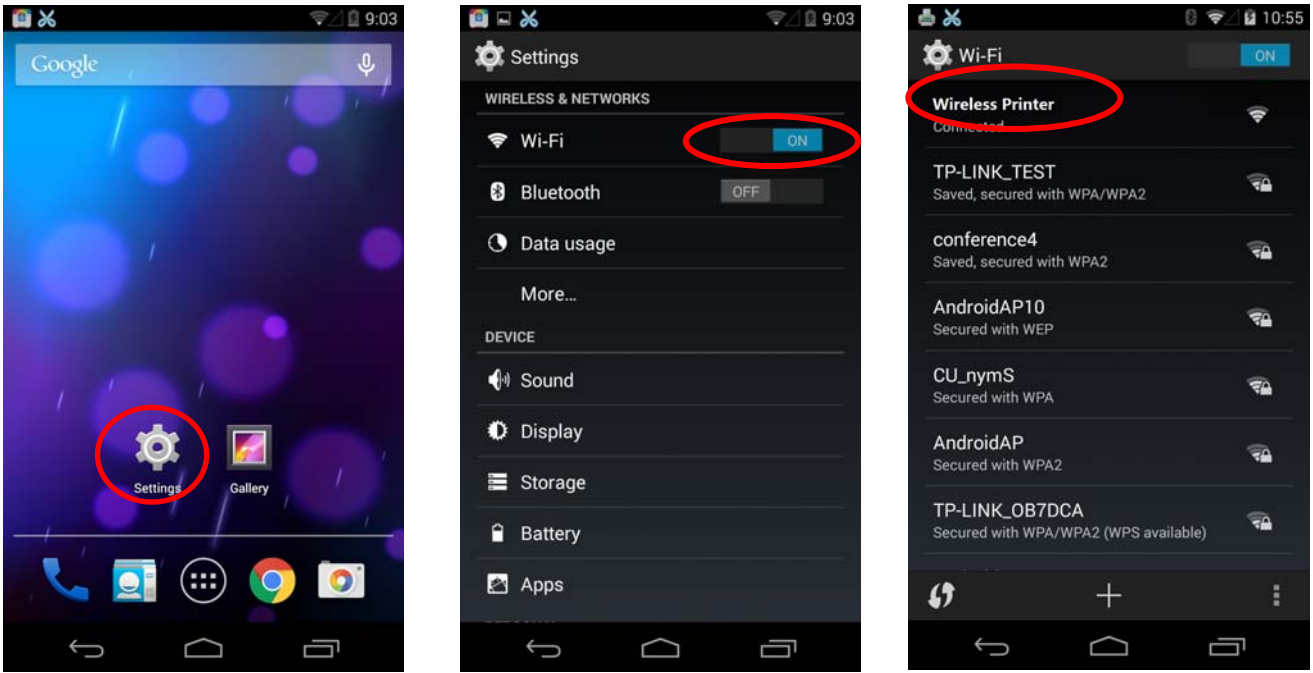 9:03
Google
Settings
Gallery
9:03
Settings
WIRELESS & NETWORKS
Wi-Fi
ON
Bluetooth
OFF
Data usage
More...
DEVICE
Sound
Display
Storage
Battery
Apps
10:55
Wi-Fi
ON
Wireless Printer
Connected
TP-LINK_TEST
Saved, secured with WPA/WPA2
conference4
Saved, secured with WPA2
AndroidAP10
Secured with WEP
CU_nymS
Secured with WPA
AndroidAP
Secured with WPA2
TP-LINK_0B7DCA
Secured with WPA/WPA2 (WPS available)